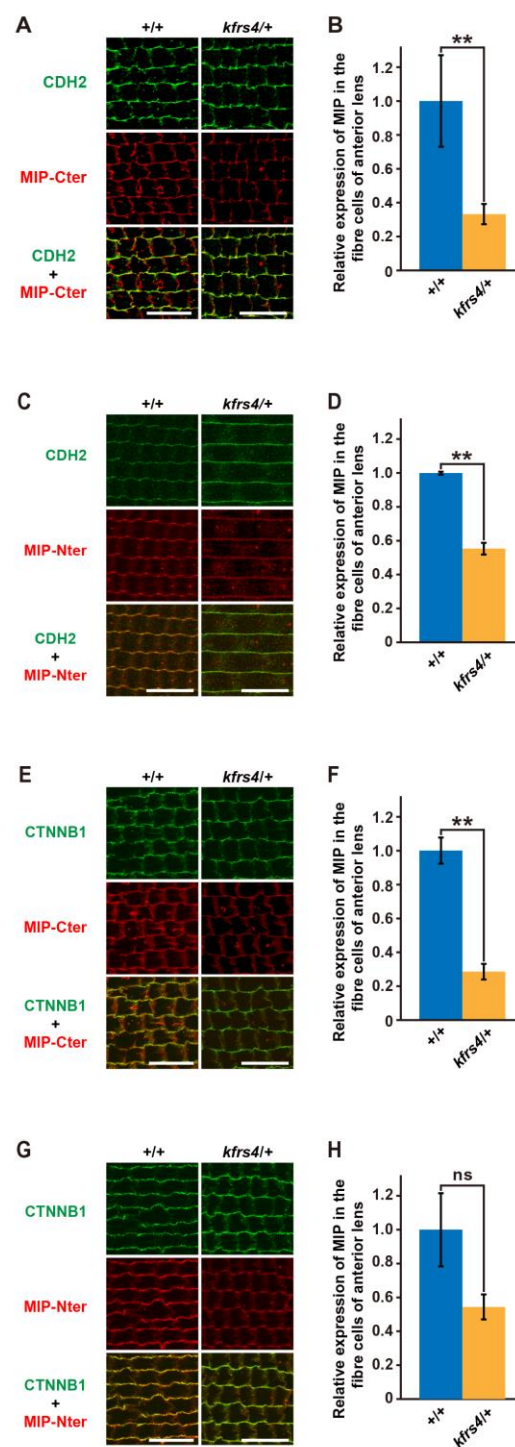 A
+/+
kfrs4/+
CDH2
MIP-Cter
CDH2
+
MIP-Cter
B
Relative expression of MIP in the
fibre cells of anterior lens
1.2
1.0
0.8
0.6
0.4
0.2
0
**
+/+
kfrs4/+
C
+/+
kfrs4/+
CDH2
MIP-Nter
CDH2
+
MIP-Nter
D
Relative expression of MIP in the
fibre cells of anterior lens
1.2
1.0
0.8
0.6
0.4
0.2
0
**
+/+
kfrs4/+
E
+/+
kfrs4/+
CTNNB1
MIP-Cter
CTNNB1
+
MIP-Cter
F
Relative expression of MIP in the
fibre cells of anterior lens
1.2
1.0
0.8
0.6
0.4
0.2
0
**
+/+
kfrs4/+
G
+/+
kfrs4/+
CTNNB1
MIP-Nter
CTNNB1
+
MIP-Nter
H
Relative expression of MIP in the
fibre cells of anterior lens
1.2
1.0
0.8
0.6
0.4
0.2
0
ns
+/+
kfrs4/+